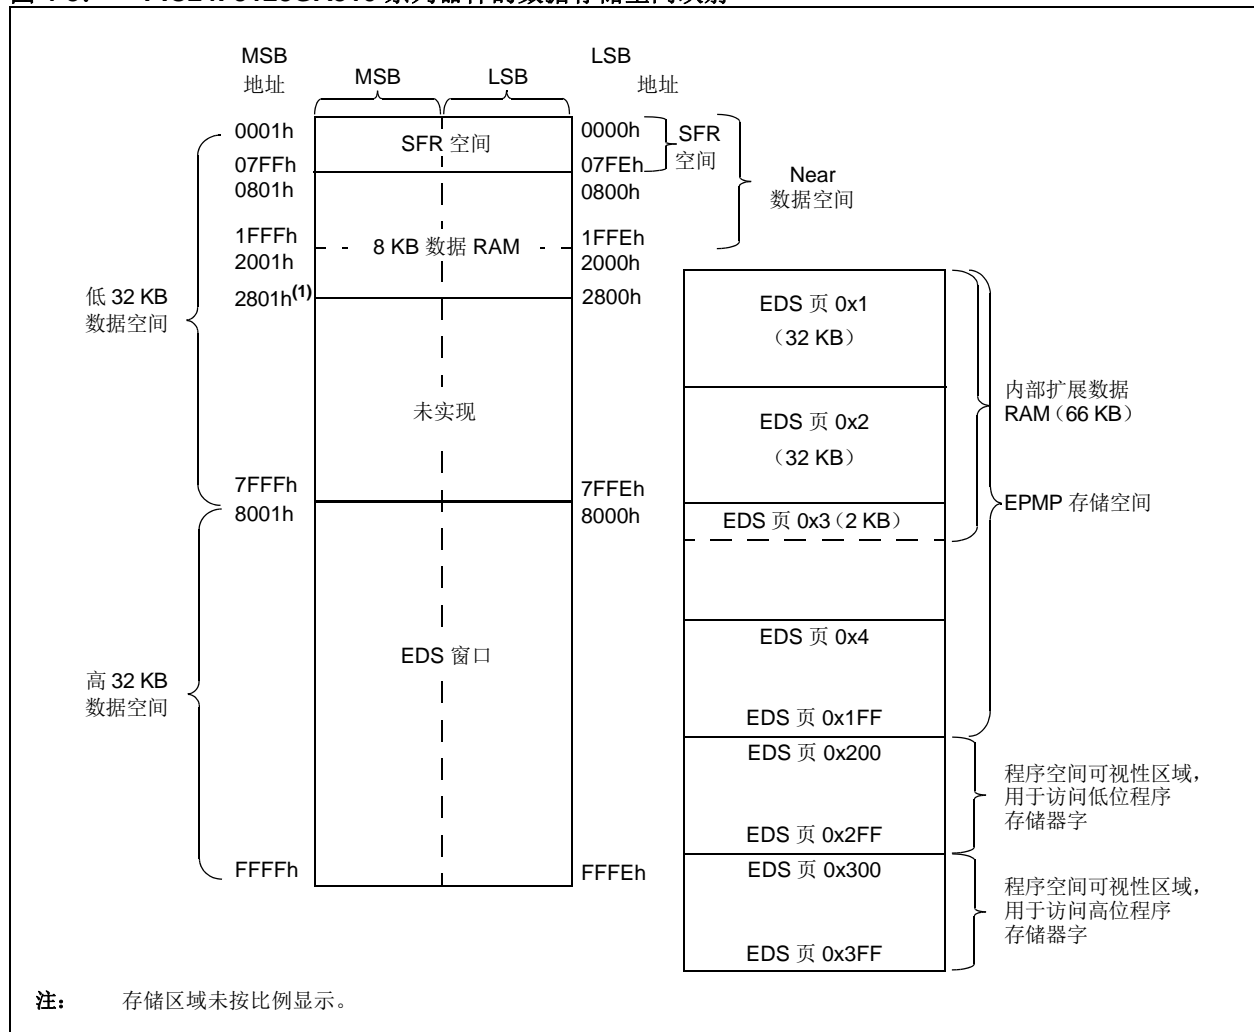 MSB
地址
MSB
LSB
LSB
地址
0001h
SFR 空间
0000h
SFR
空间
07FFh
07FEh
0801h
0800h
Near
数据空间
1FFFh
8 KB 数据 RAM
1FFEh
2001h
2000h
低 32 KB
数据空间
2801h(1)
2800h
未实现
7FFFh
7FFEh
8001h
8000h
高 32 KB
数据空间
EDS 窗口
FFFFh
FFFEh
EDS 页 0x1
（32 KB）
EDS 页 0x2
（32 KB）
EDS 页 0x3（2 KB）
内部扩展数据
RAM（66 KB）
EPMP 存储空间
EDS 页 0x4
EDS 页 0x1FF
EDS 页 0x200
EDS 页 0x2FF
程序空间可视性区域，
用于访问低位程序
存储器字
EDS 页 0x300
EDS 页 0x3FF
程序空间可视性区域，
用于访问高位程序
存储器字
注： 存储区域未按比例显示。